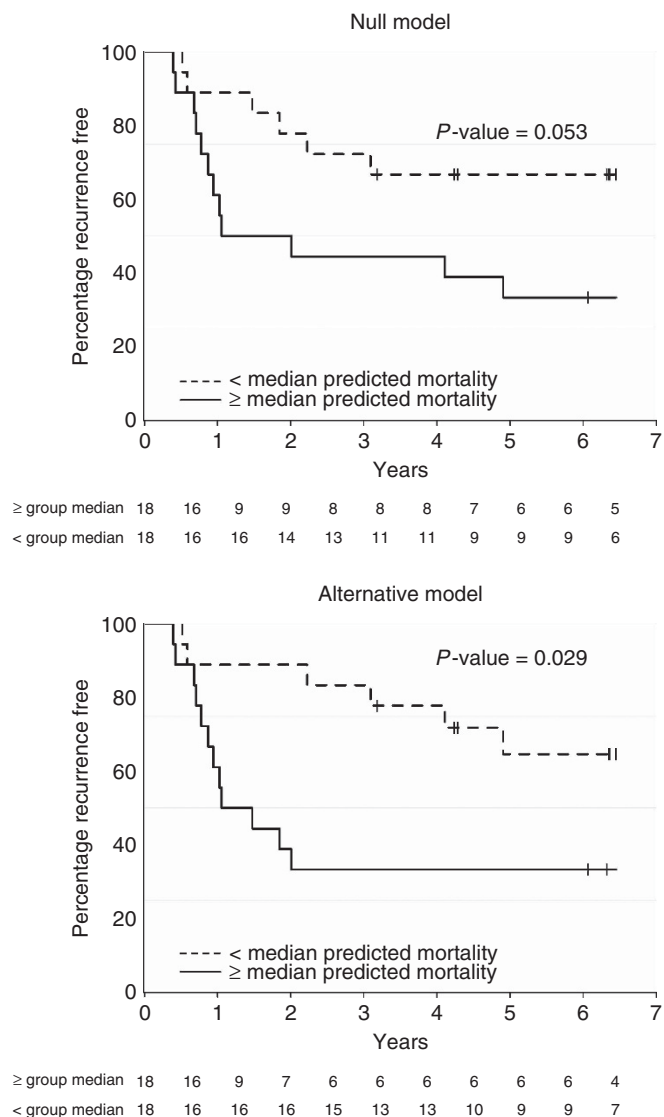 Null model
100
80
60
40
20
0
Percentage recurrence free
P-value = 0.053
< median predicted mortality
≥ median predicted mortality
0 1 2 3 4 5 6 7
Years
≥ group median 18 16 9 9 8 8 8 7 6 6 5
< group median 18 16 16 14 13 11 11 9 9 9 6
Alternative model
100
80
60
40
20
0
Percentage recurrence free
P-value = 0.029
< median predicted mortality
≥ median predicted mortality
0 1 2 3 4 5 6 7
Years
≥ group median 18 16 9 7 6 6 6 6 6 6 4
< group median 18 16 16 16 15 13 13 10 9 9 7